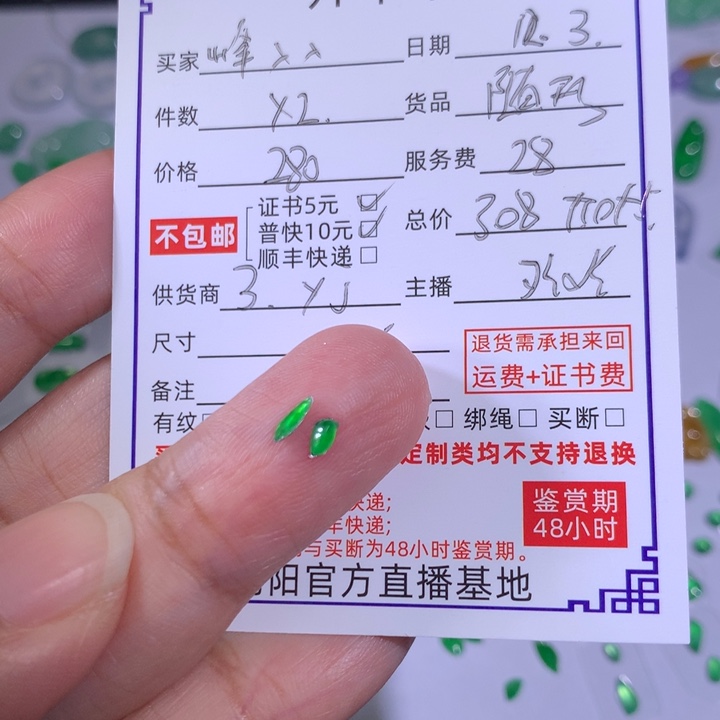 买家 峰 日期 12.3.
件数 X2. 货品
价格 280 服务费 28
证书5元
不包邮 普快10元 总价 308
顺丰快递
供货商 3. 主播
尺寸 退货需承担来回
运费+证书费
备注
有纹 绑绳 买断
定制类均不支持退换
快递;
丰快递;
与买断为48小时鉴赏期。
鉴赏期
48小时
阳官方直播基地